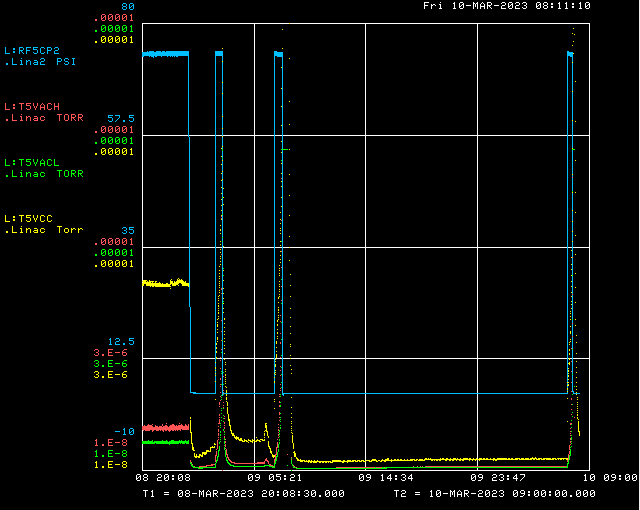 Fri 10-MAR-2023 08:11:10
80
.00001
.00001
.00001
L:RF5CP2
.Lina2 PSI
L:T5VACH
.Linac TORR
57.5
.00001
.00001
.00001
L:T5VACL
.Linac TORR
L:T5VCC
.Linac Torr
35
.00001
.00001
.00001
12.5
3.E-6
3.E-6
3.E-6
-10
1.E-8
1.E-8
1.E-8
08 20:08 09 05:21 09 14:34 09 23:47 10 09:00
T1 = 08-MAR-2023 20:08:30.000 T2 = 10-MAR-2023 09:00:00.000